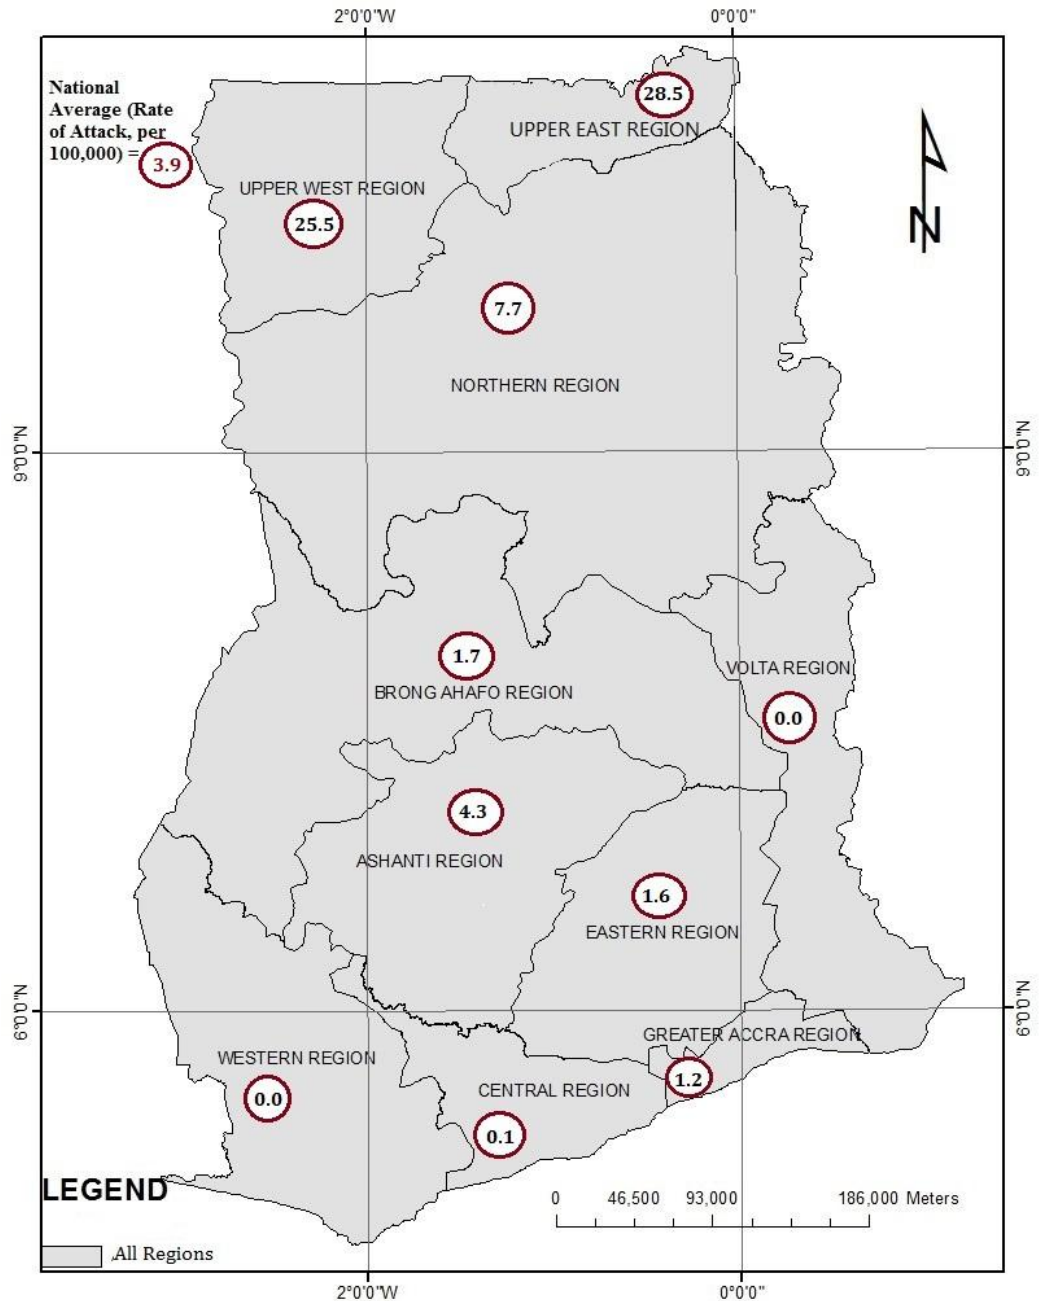 2°0'0"W
0°0'0"
National
Average (Rate
of Attack, per
100,000) =
3.9
28.5
UPPER EAST REGION
UPPER WEST REGION
25.5
N
7.7
NORTHERN REGION
9°0'0"N
9°0'0"N
1.7
BRONG AHAFO REGION
VOLTA REGION
0.0
4.3
ASHANTI REGION
1.6
EASTERN REGION
6°0'0"N
6°0'0"N
GREATER ACCRA REGION
WESTERN REGION
1.2
CENTRAL REGION
0.0
0.1
LEGEND
0 46,500 93,000 186,000 Meters
All Regions
2°0'0"W
0°0'0"